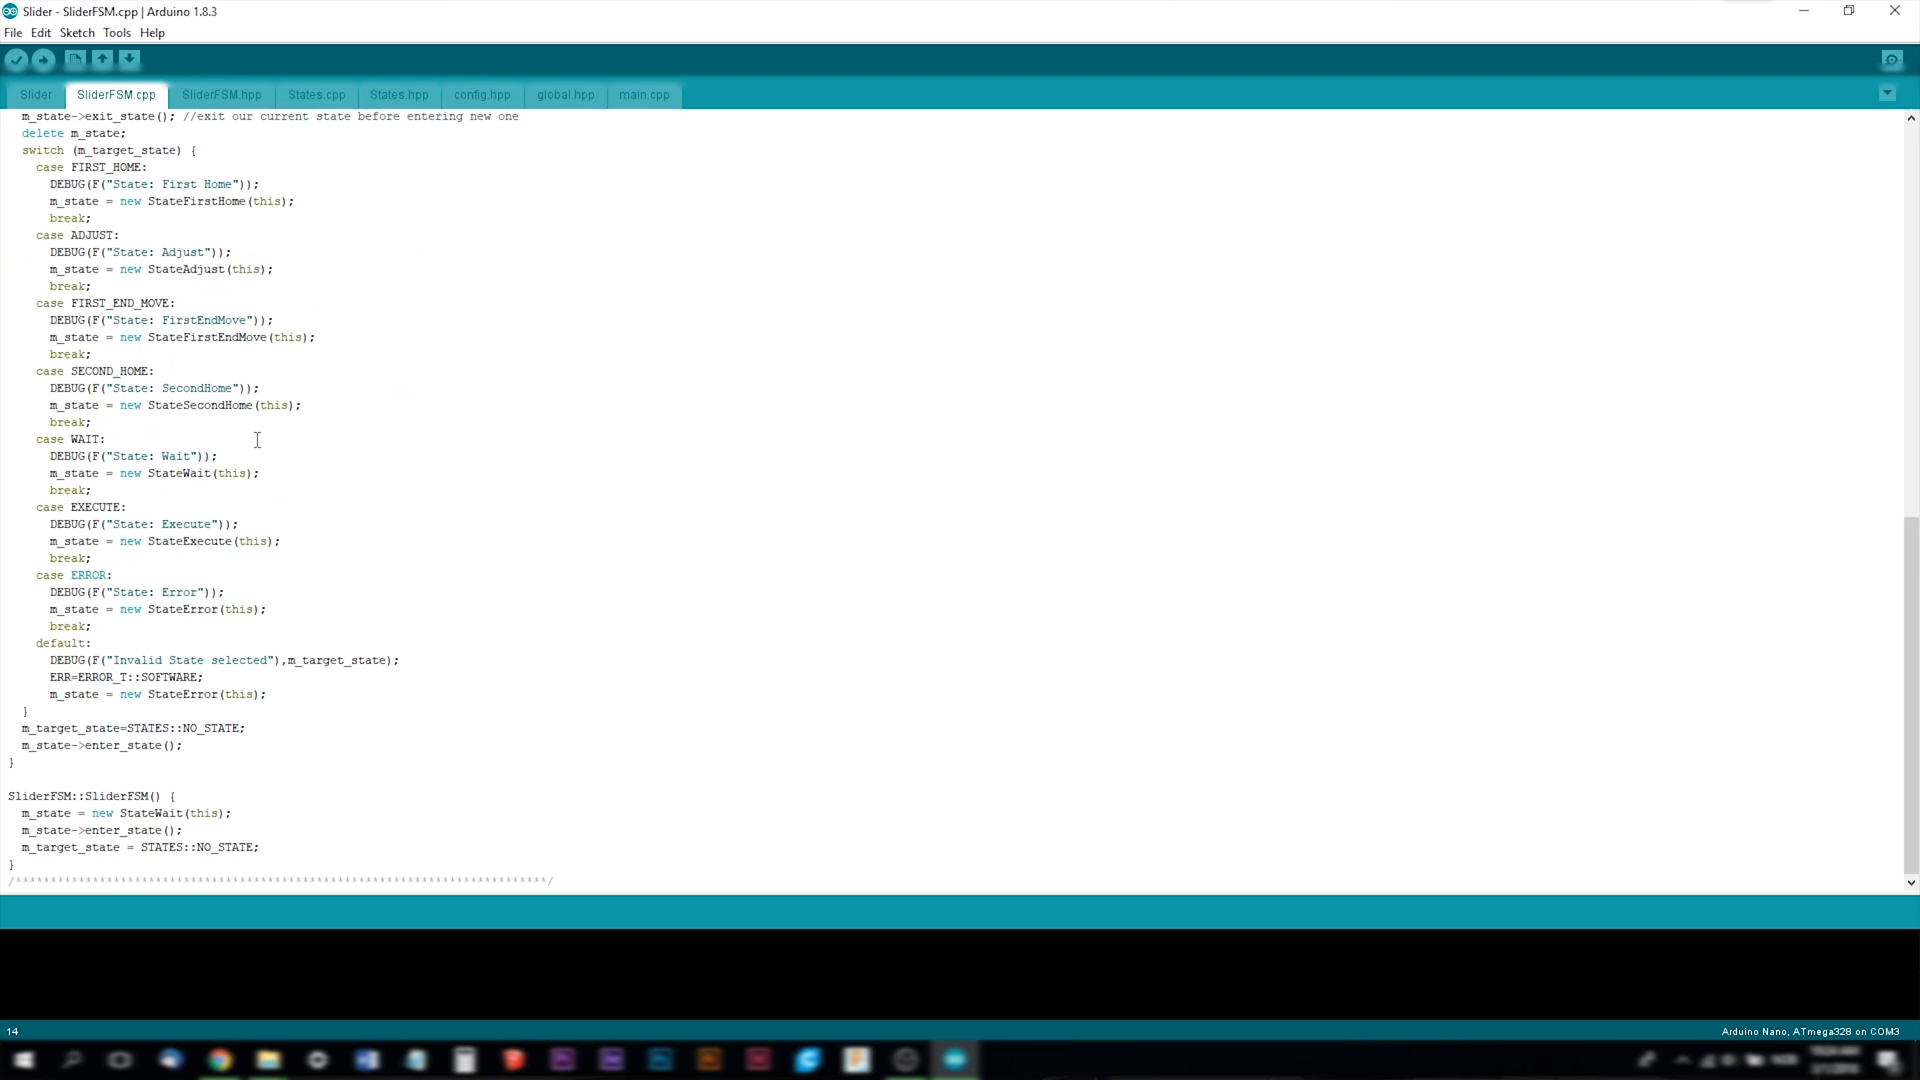 Slider - SliderFSM.cpp | Arduino 1.8.3
File Edit Sketch Tools Help
Slider SliderFSM.cpp SliderFSM.hpp States.cpp States.hpp config.hpp global.hpp main.cpp
m_state->exit_state(); //exit our current state before entering new one
delete m_state;
switch (m_target_state) {
case FIRST_HOME:
DEBUG(F("State: First Home"));
m_state = new StateFirstHome(this);
break;
case ADJUST:
DEBUG(F("State: Adjust"));
m_state = new StateAdjust(this);
break;
case FIRST_END_MOVE:
DEBUG(F("State: FirstEndMove"));
m_state = new StateFirstEndMove(this);
break;
case SECOND_HOME:
DEBUG(F("State: SecondHome"));
m_state = new StateSecondHome(this);
break;
case WAIT:
DEBUG(F("State: Wait"));
m_state = new StateWait(this);
break;
case EXECUTE:
DEBUG(F("State: Execute"));
m_state = new StateExecute(this);
break;
case ERROR:
DEBUG(F("State: Error"));
m_state = new StateError(this);
break;
default:
DEBUG(F("Invalid State selected"),m_target_state);
ERR=ERROR_T::SOFTWARE;
m_state = new StateError(this);
}
m_target_state=STATES::NO_STATE;
m_state->enter_state();
}
SliderFSM::SliderFSM() {
m_state = new StateWait(this);
m_state->enter_state();
m_target_state = STATES::NO_STATE;
}
/****************************************************************************/
14 Arduino Nano, ATmega328 on COM3